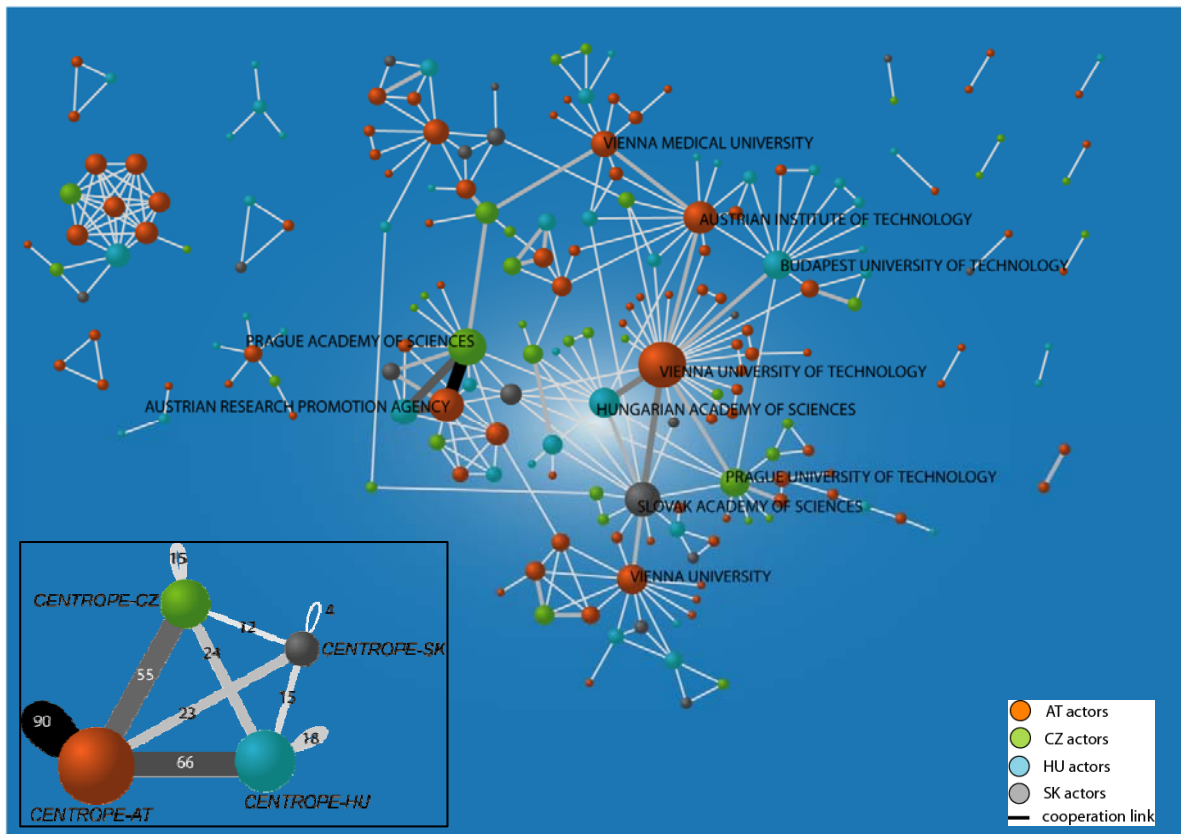 VIENNA MEDICAL UNIVERSITY
AUSTRIAN INSTITUTE OF TECHNOLOGY
BUDAPEST UNIVERSITY OF TECHNOLOGY
PRAGUE ACADEMY OF SCIENCES
VIENNA UNIVERSITY OF TECHNOLOGY
AUSTRIAN RESEARCH PROMOTION AGENCY
HUNGARIAN ACADEMY OF SCIENCES
PRAGUE UNIVERSITY OF TECHNOLOGY
SLOVAK ACADEMY OF SCIENCES
VIENNA UNIVERSITY
15
CENTROPE-CZ
4
12
CENTROPE-SK
24
55
23
15
90
18
66
CENTROPE-HU
CENTROPE-AT
AT actors
CZ actors
HU actors
SK actors
cooperation link